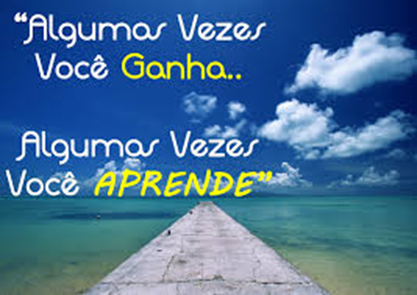 “Algumas Vezes
Você Ganha..
Algumas Vezes
Você APRENDE”